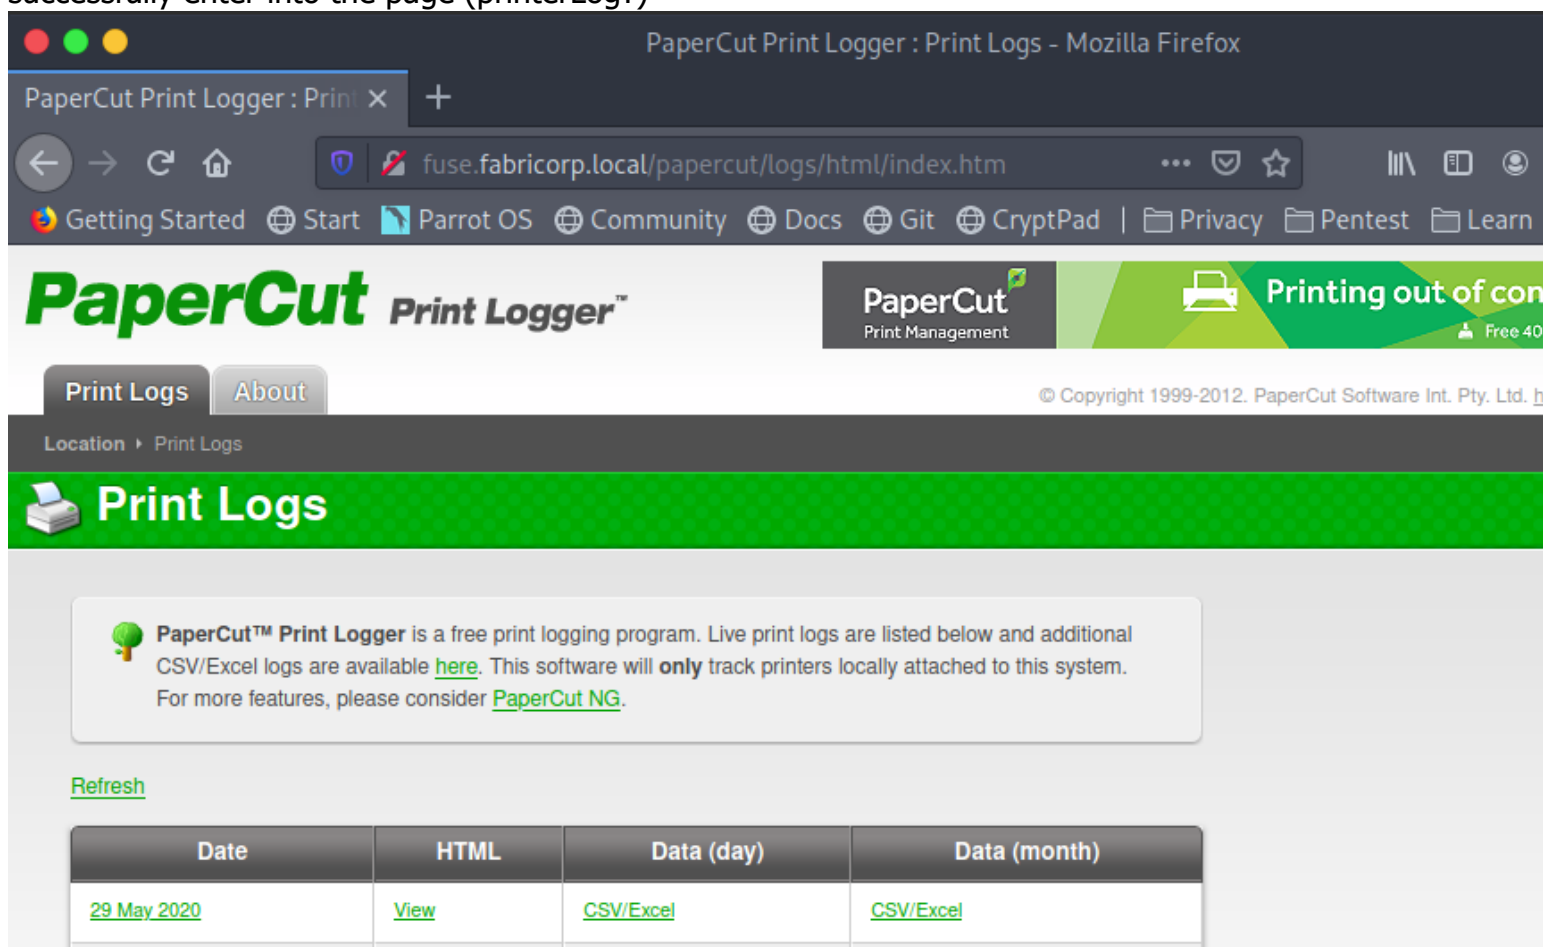 successfully enter into the page (printerLog?)
PaperCut Print Logger : Print Logs - Mozilla Firefox
PaperCut Print Logger : Print
fuse.fabricorp.local/papercut/logs/html/index.htm
Getting Started Start Parrot OS Community Docs Git CryptPad | Privacy Pentest Learn
PaperCut Print Logger™
PaperCut
Print Management
Printing out of con
Free 40
Print Logs About
© Copyright 1999-2012. PaperCut Software Int. Pty. Ltd. h
Location Print Logs
Print Logs
PaperCut™ Print Logger is a free print logging program. Live print logs are listed below and additional
CSV/Excel logs are available here. This software will only track printers locally attached to this system.
For more features, please consider PaperCut NG.
Refresh
Date HTML Data (day) Data (month)
29 May 2020 View CSV/Excel CSV/Excel